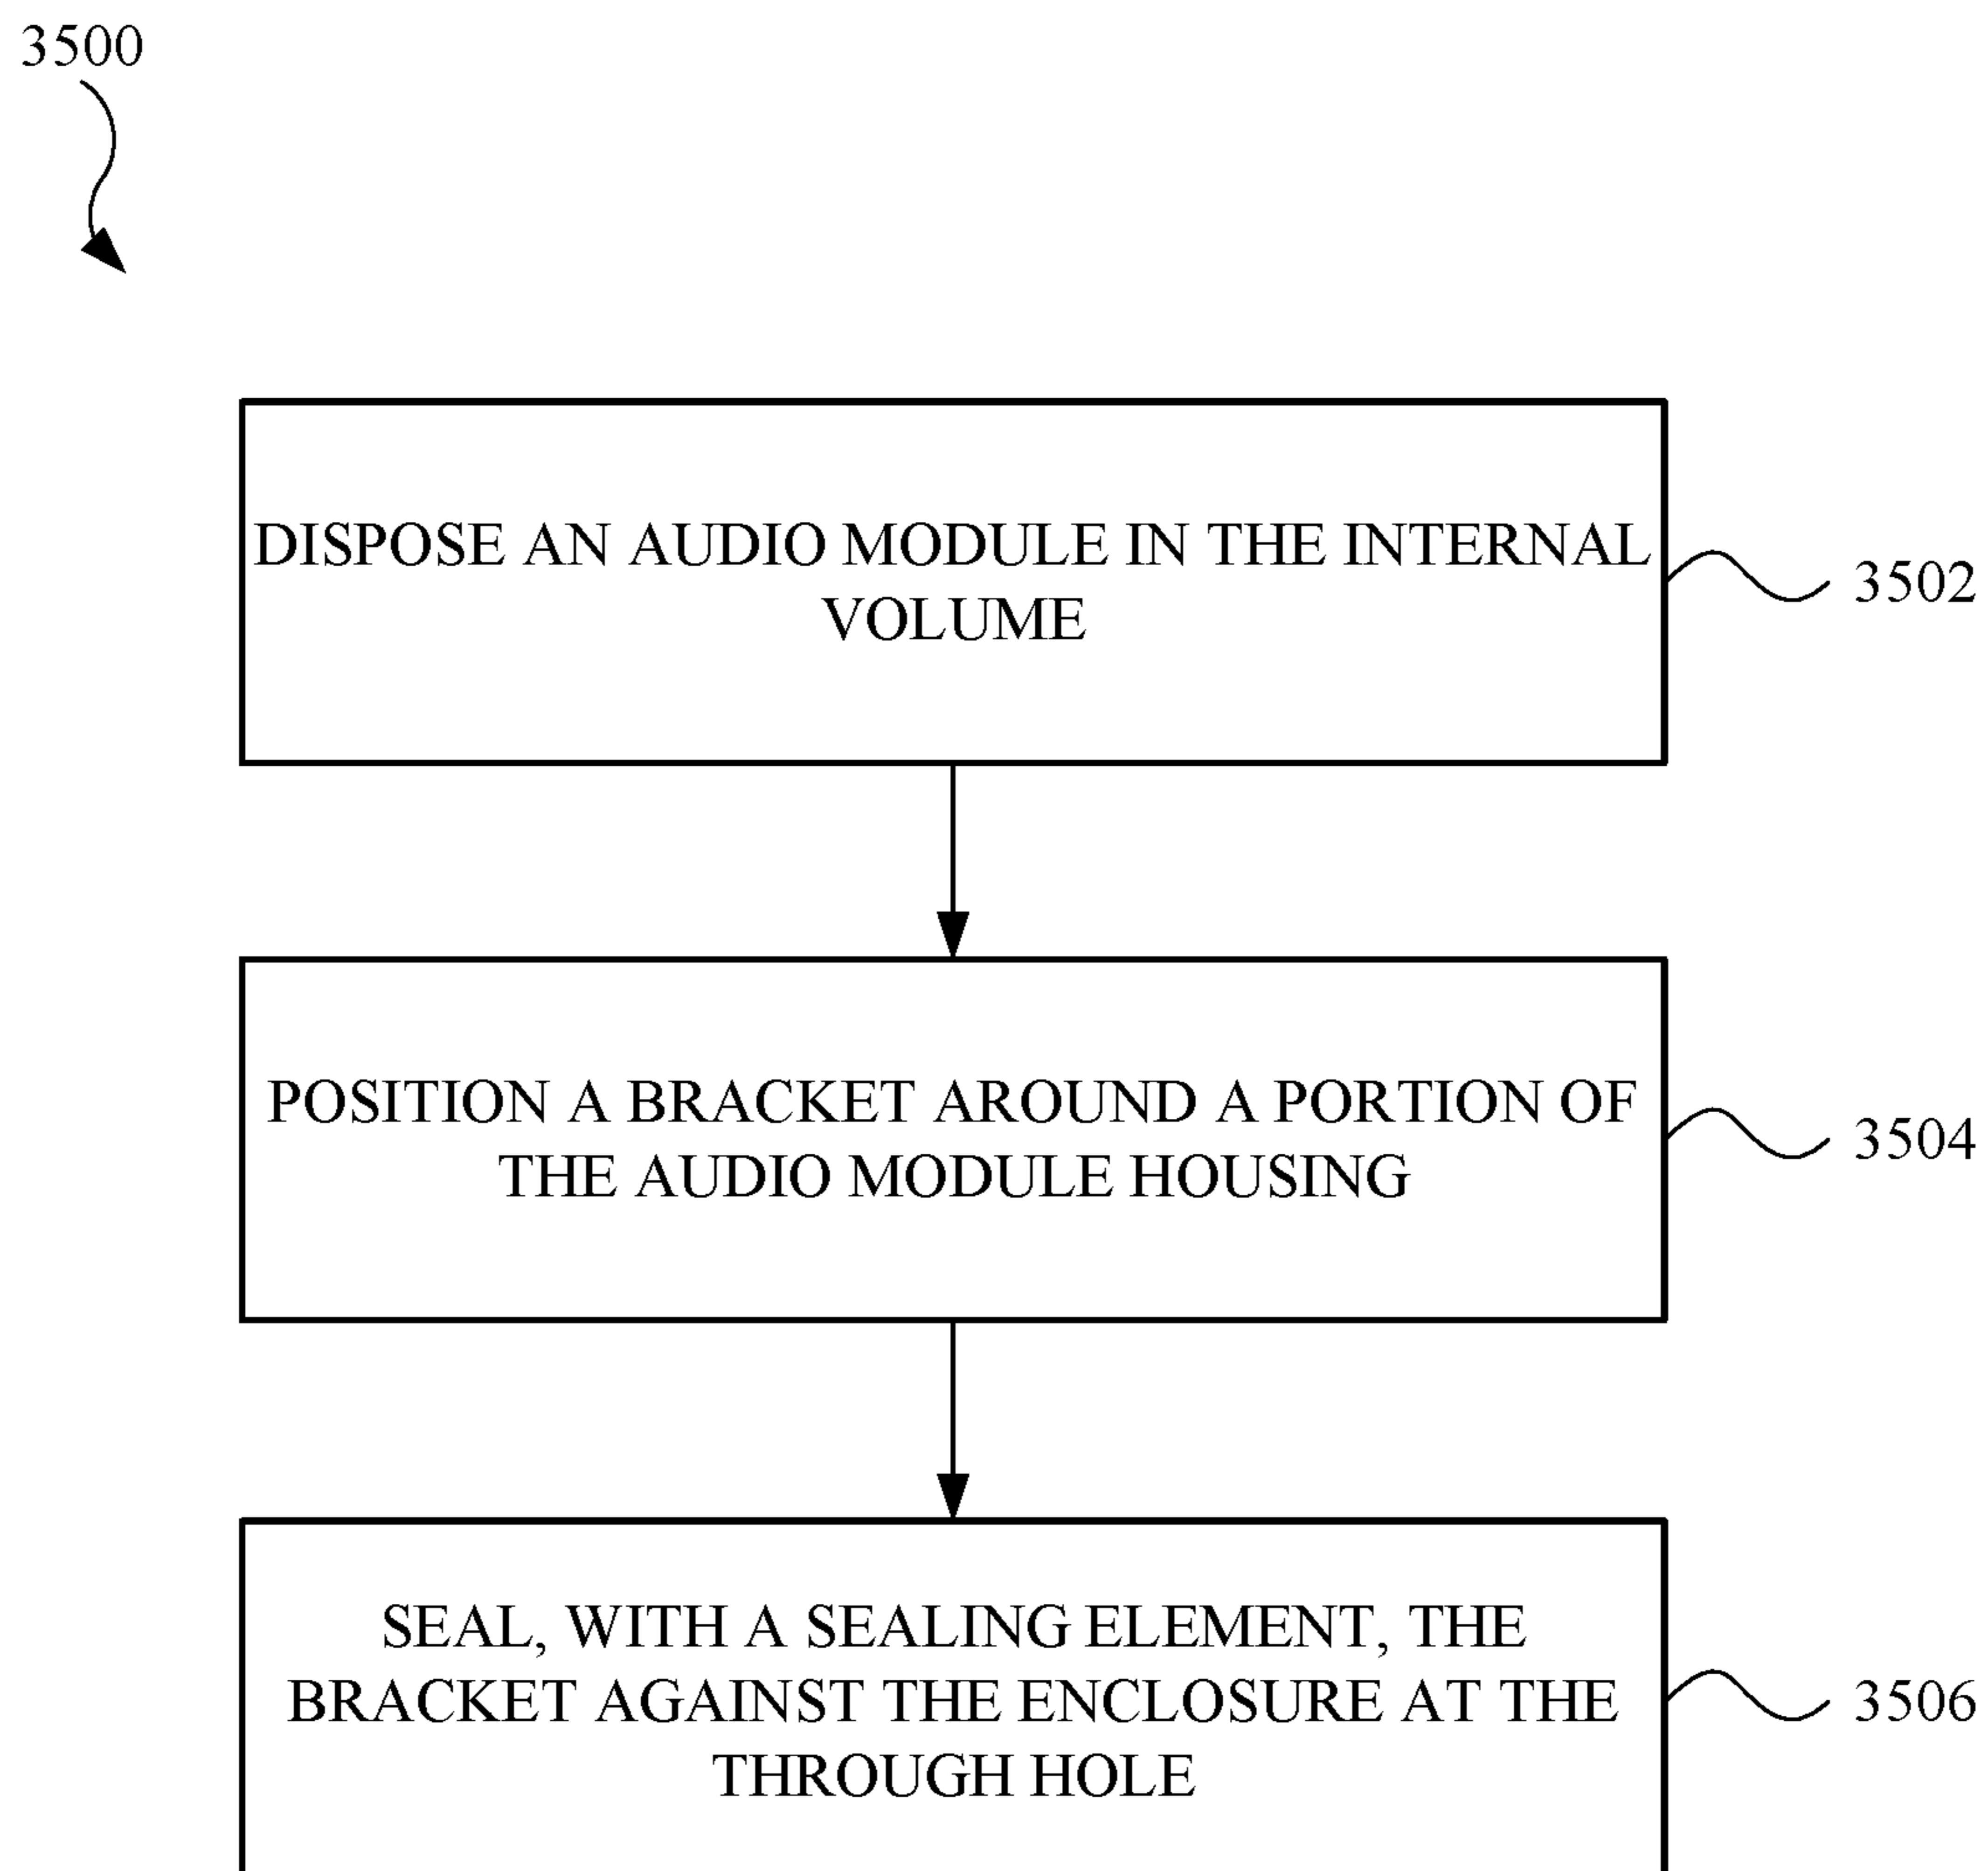 3500
DISPOSE AN AUDIO MODULE IN THE INTERNAL
VOLUME
3502
POSITION A BRACKET AROUND A PORTION OF
THE AUDIO MODULE HOUSING
3504
SEAL, WITH A SEALING ELEMENT, THE
BRACKET AGAINST THE ENCLOSURE AT THE
THROUGH HOLE
3506